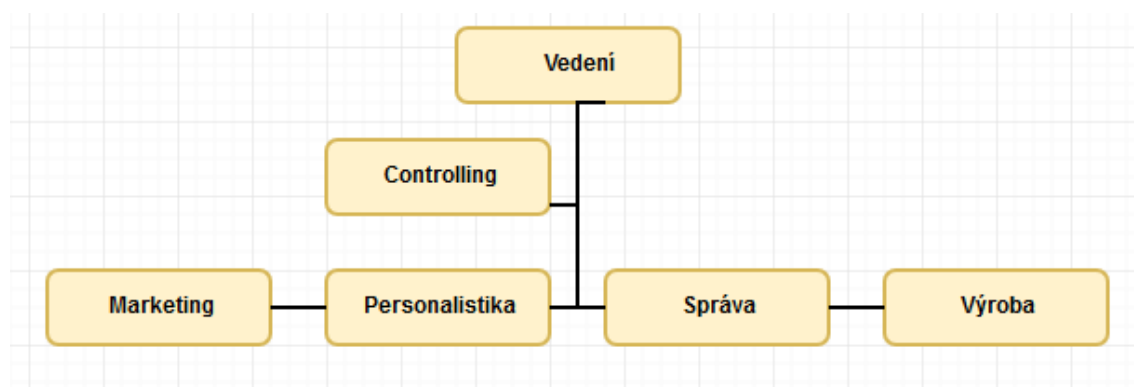 Vedení
Controlling
Marketing
Personalistika
Správa
Výroba